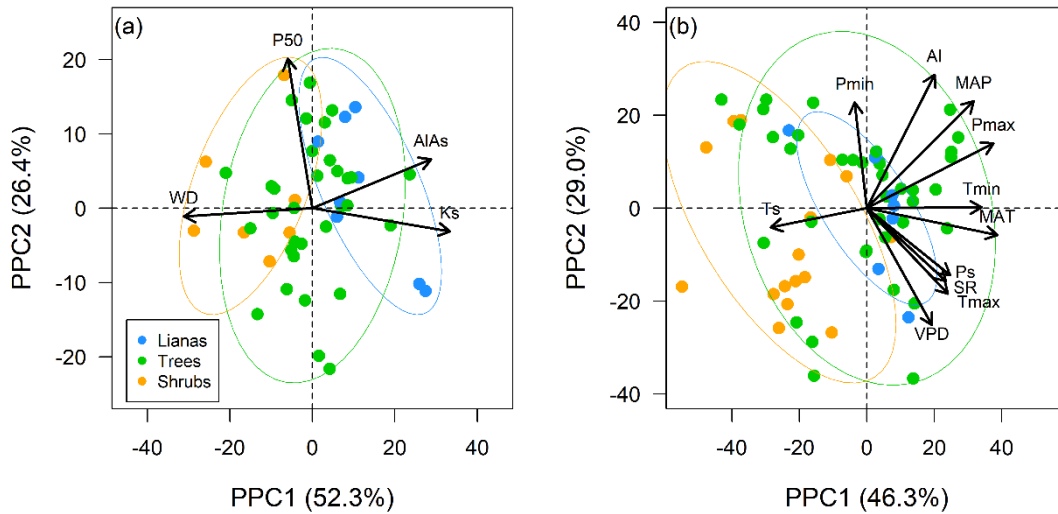 (a)
P50
AlAs
WD
Ks
20
10
0
-10
-20
PPC2 (26.4%)
Lianas
Trees
Shrubs
-40
-20
0
20
40
PPC1 (52.3%)
(b)
AI
Pmin
MAP
Pmax
Tmin
Ts
MAT
Ps
SR
Tmax
VPD
40
20
0
-20
-40
PPC2 (29.0%)
-40
-20
0
20
40
PPC1 (46.3%)